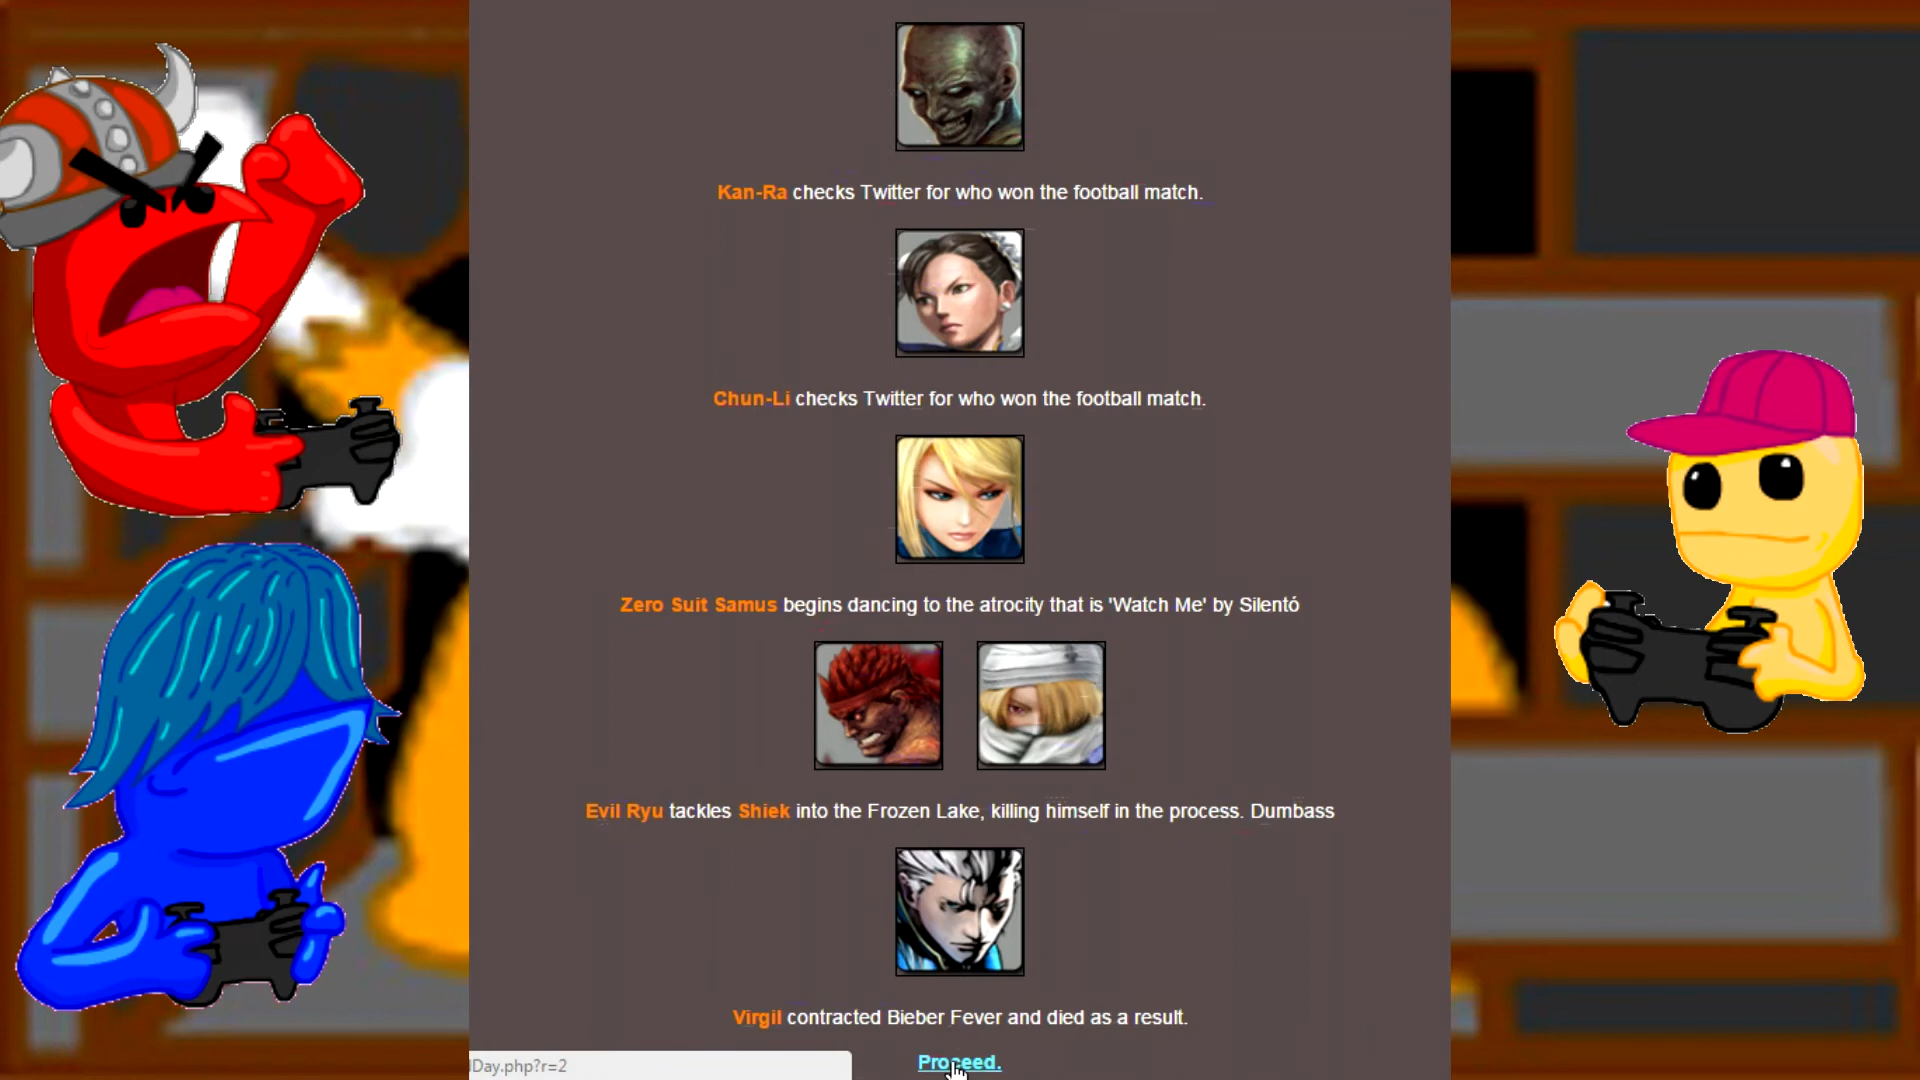 Kan-Ra checks Twitter for who won the football match.
Chun-Li checks Twitter for who won the football match.
Zero Suit Samus begins dancing to the atrocity that is 'Watch Me' by Silentó
Evil Ryu tackles Shiek into the Frozen Lake, killing himself in the process. Dumbass
Virgil contracted Bieber Fever and died as a result.
Proceed.
Day.php?r=2